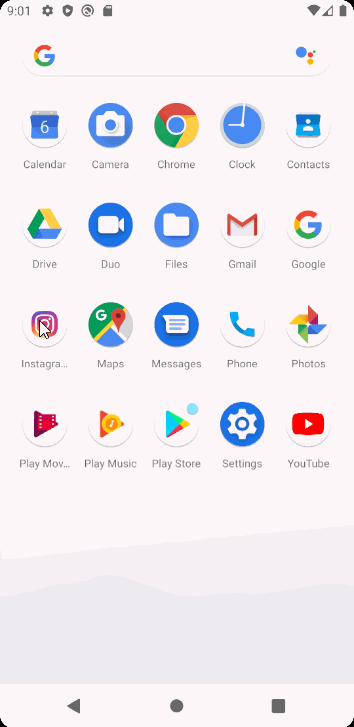 9:01
Calendar Camera Chrome Clock Contacts
Drive Duo Files Gmail Google
Instagra... Maps Messages Phone Photos
Play Mov... Play Music Play Store Settings YouTube